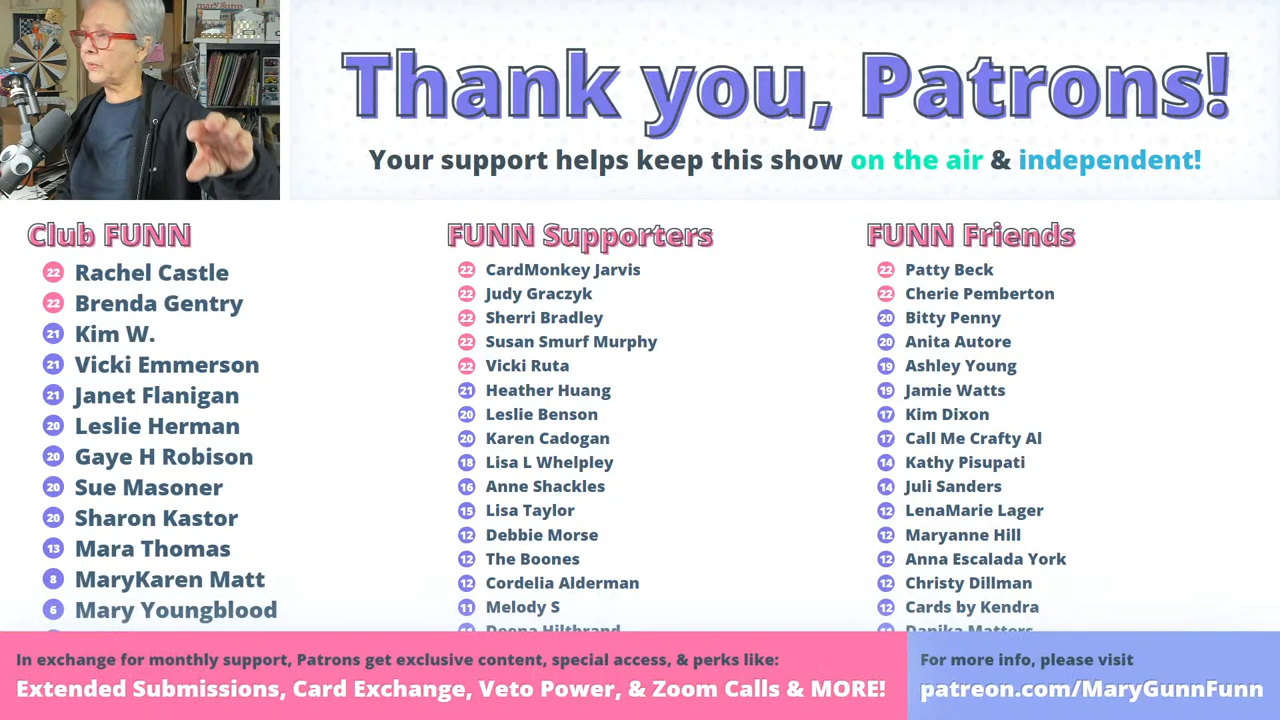 Thank you, Patrons!
Your support helps keep this show on the air & independent!
Club FUNN
22 Rachel Castle
22 Brenda Gentry
21 Kim W.
21 Vicki Emmerson
21 Janet Flanigan
20 Leslie Herman
20 Gaye H Robison
20 Sue Masoner
20 Sharon Kastor
13 Mara Thomas
8 MaryKaren Matt
6 Mary Youngblood
FUNN Supporters
22 CardMonkey Jarvis
22 Judy Graczyk
22 Sherri Bradley
22 Susan Smurf Murphy
22 Vicki Ruta
21 Heather Huang
20 Leslie Benson
20 Karen Cadogan
18 Lisa L Whelpley
16 Anne Shackles
15 Lisa Taylor
12 Debbie Morse
12 The Boones
12 Cordelia Alderman
11 Melody S
Deena Hiltbrand
FUNN Friends
22 Patty Beck
22 Cherie Pemberton
20 Bitty Penny
20 Anita Autore
19 Ashley Young
19 Jamie Watts
17 Kim Dixon
17 Call Me Crafty Al
14 Kathy Pisupati
14 Juli Sanders
12 LenaMarie Lager
12 Maryanne Hill
12 Anna Escalada York
12 Christy Dillman
12 Cards by Kendra
Danika Matters
In exchange for monthly support, Patrons get exclusive content, special access, & perks like:
Extended Submissions, Card Exchange, Veto Power, & Zoom Calls & MORE!
For more info, please visit
patreon.com/MaryGunnFunn